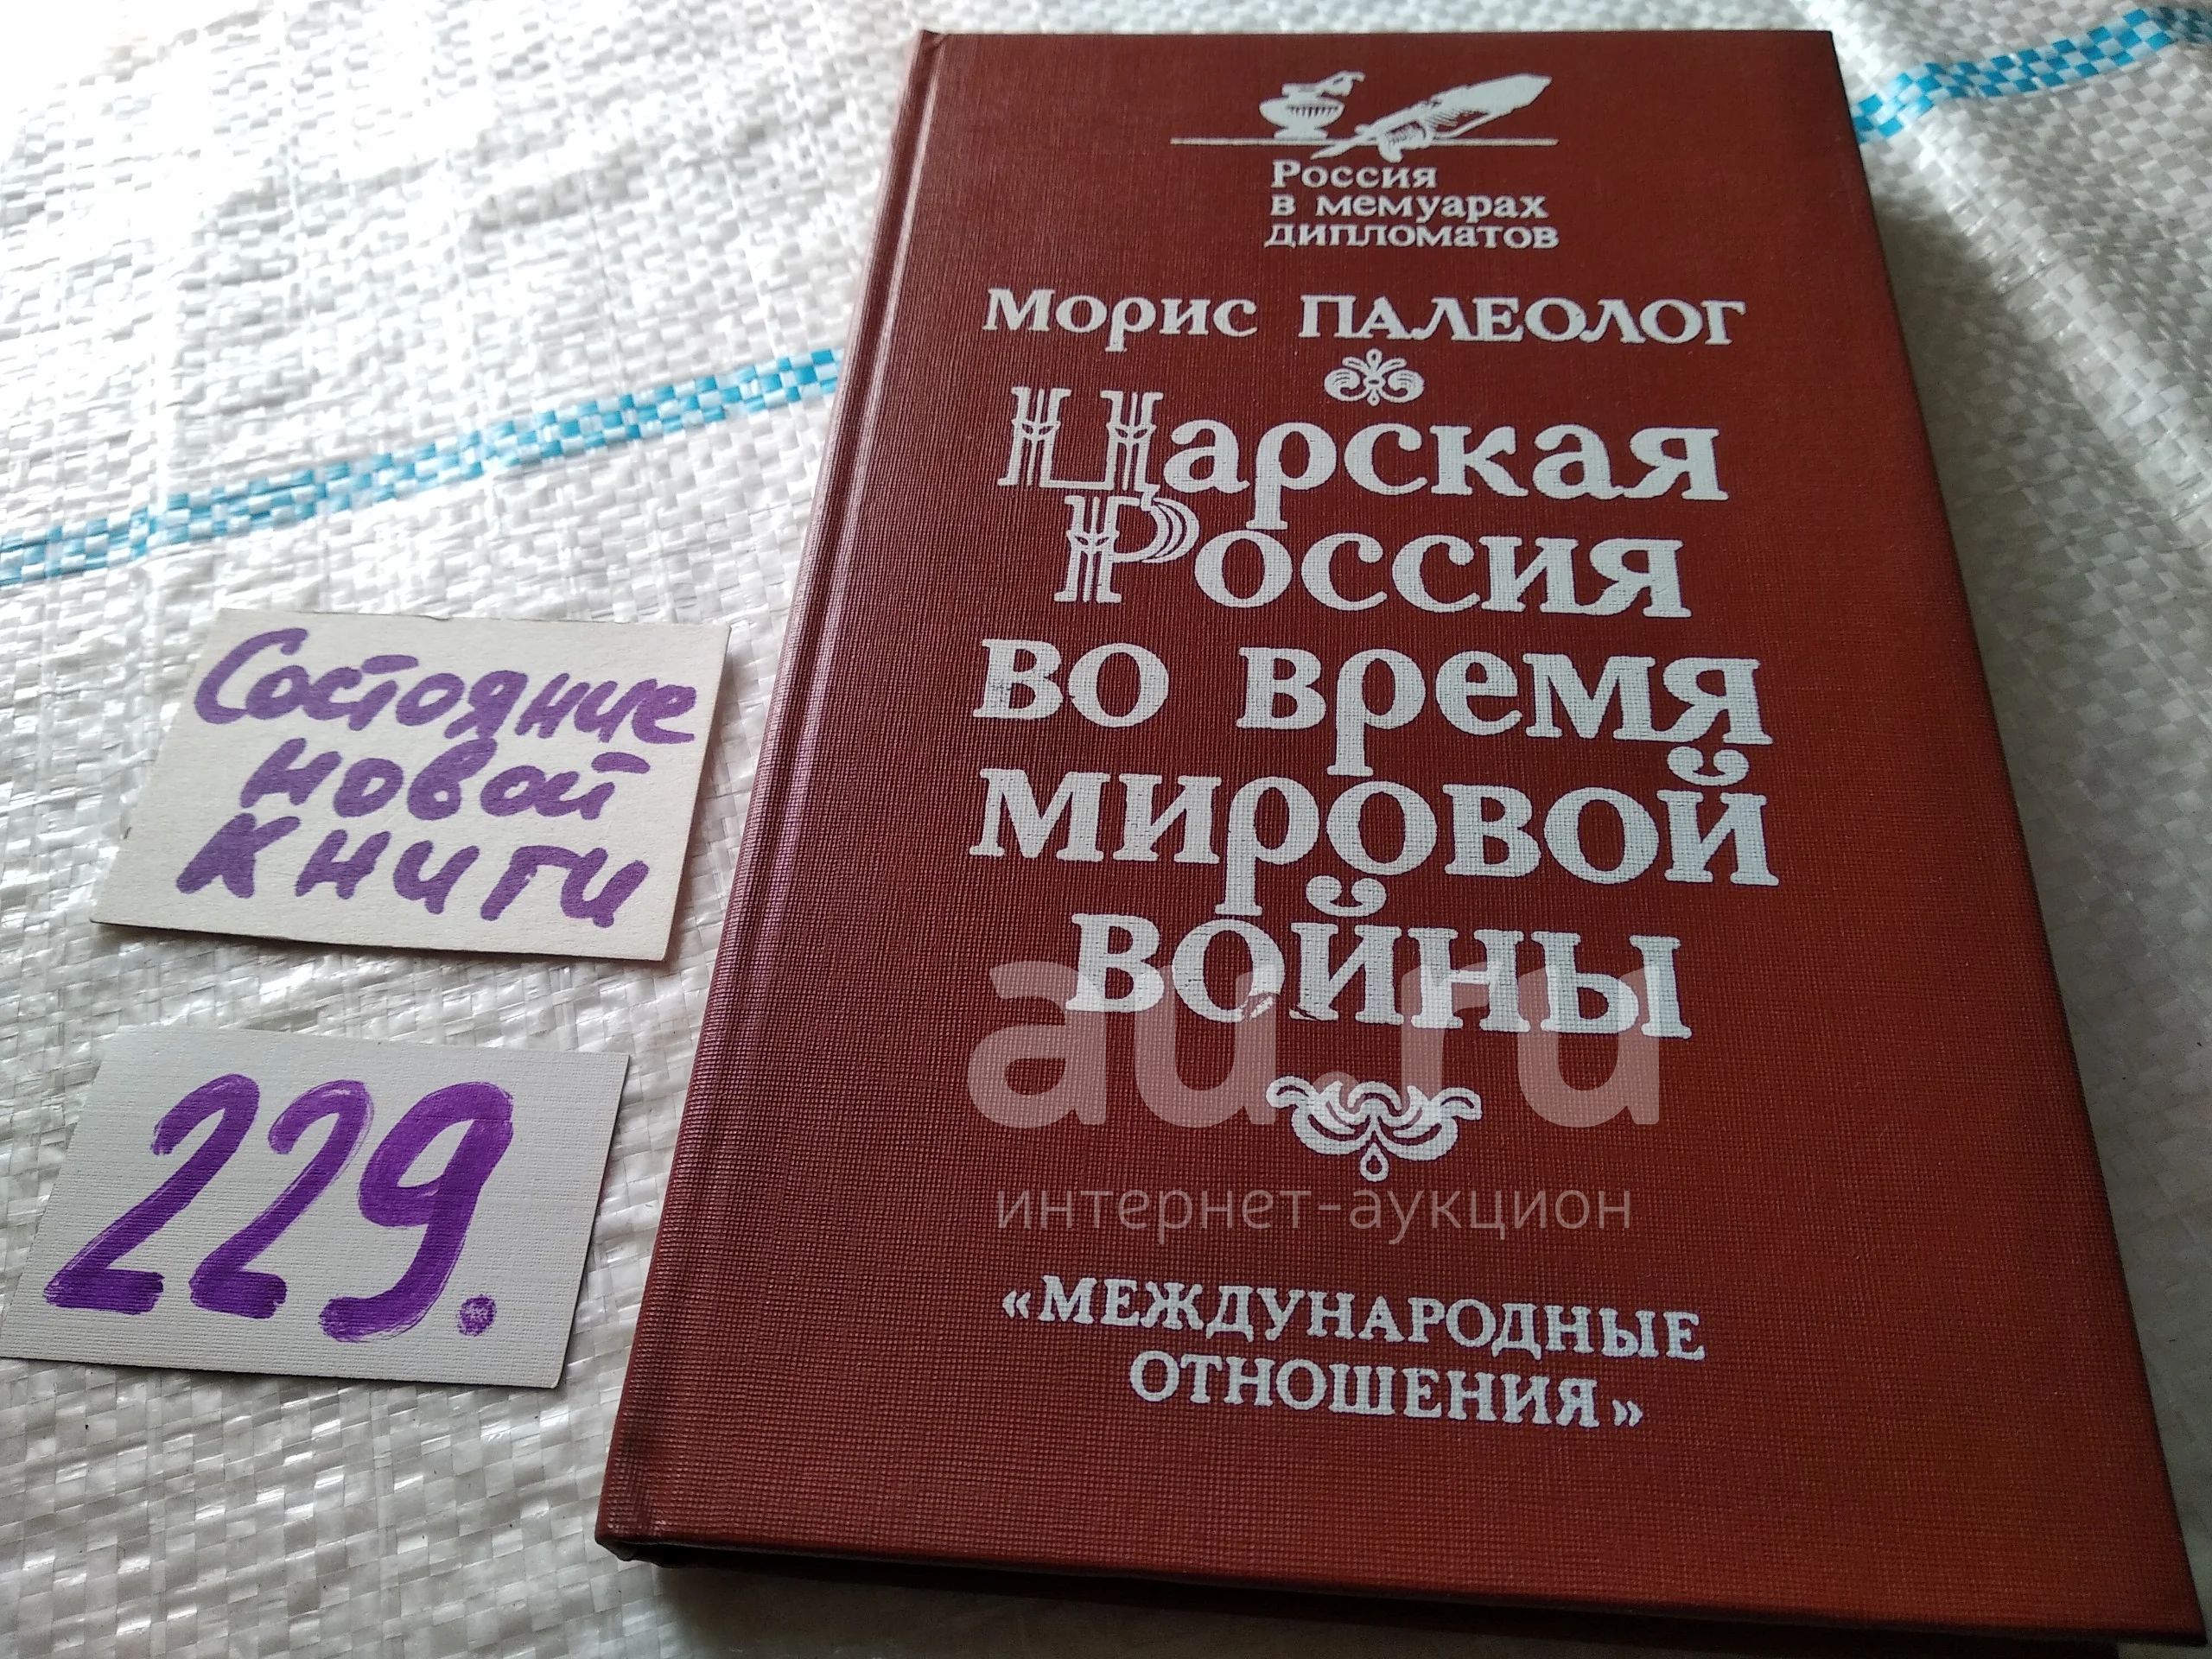 Россия
в мемуарах
дипломатов
Морис ПАЛЕОЛОГ
Царская
Россия
во время
мировой
войны
au.ru
интернет-аукцион
«МЕЖДУНАРОДНЫЕ
ОТНОШЕНИЯ»
Состояние
новой
книги
229.